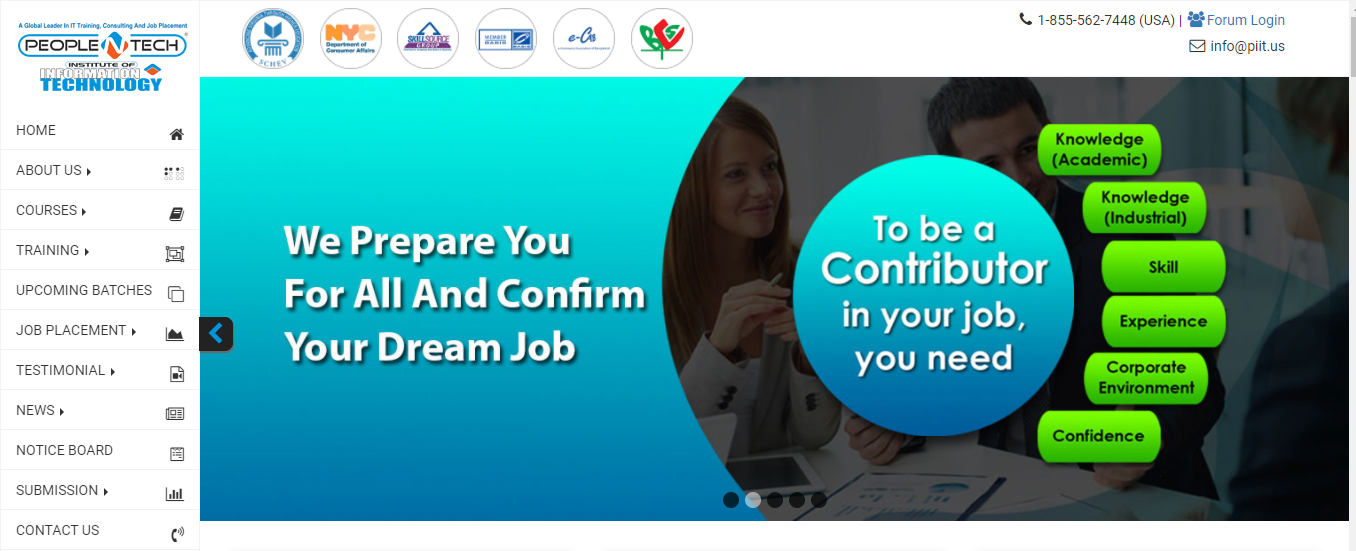 A Global Leader In IT Training, Consulting And Job Placement
PEOPLE N TECH
INSTITUTE OF
INFORMATION
TECHNOLOGY
HOME
ABOUT US
COURSES
TRAINING
UPCOMING BATCHES
JOB PLACEMENT
TESTIMONIAL
NEWS
NOTICE BOARD
SUBMISSION
CONTACT US
SCHEV
NYC
Department of
Consumer Affairs
SKILLSOURCE
GROUP
MEMBER
BASIS
e-Cab
1-855-562-7448 (USA) | Forum Login
info@piit.us
We Prepare You
For All And Confirm
Your Dream Job
To be a
Contributor
in your job,
you need
Knowledge
(Academic)
Knowledge
(Industrial)
Skill
Experience
Corporate
Environment
Confidence